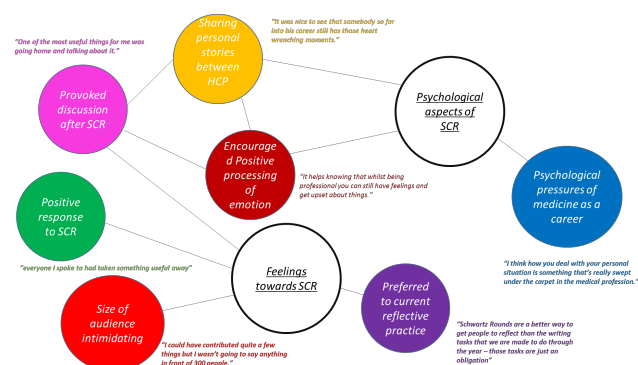 Sharing
personal
stories
between
HCP
"It was nice to see that somebody so far
into his career still has those heart
wrenching moments."
"One of the most useful things for me was
going home and talking about it."
Provoked
discussion
after SCR
Psychological
aspects of
SCR
Encourage
d Positive
processing
of
emotion
"It helps knowing that whilst being
professional you can still have feelings and
get upset about things."
Psychological
pressures of
medicine as a
career
Positive
response
to SCR
"everyone I spoke to had taken something useful away"
Feelings
towards SCR
"I think how you deal with your personal
situation is something that's really swept
under the carpet in the medical profession."
Preferred
to current
reflective
practice
Size of
audience
intimidating
"I could have contributed quite a few
things but I wasn't going to say anything
in front of 300 people."
"Schwartz Rounds are a better way to
get people to reflect than the writing
tasks that we are made to do through
the year – those tasks are just an
obligation"